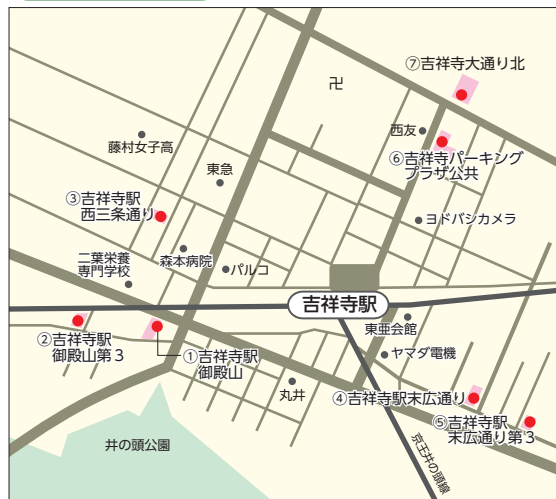 ⑦吉祥寺大通り北
卍
西友
藤村女子高
⑥吉祥寺パーキング
プラザ公共
東急
③吉祥寺駅
西三条通り
ヨドバシカメラ
二葉栄養
専門学校
森本病院
パルコ
吉祥寺駅
東亜会館
②吉祥寺駅
御殿山第3
①吉祥寺駅
御殿山
ヤマダ電機
丸井
④吉祥寺駅末広通り
⑤吉祥寺駅
末広通り第3
井の頭公園
京王井の頭線